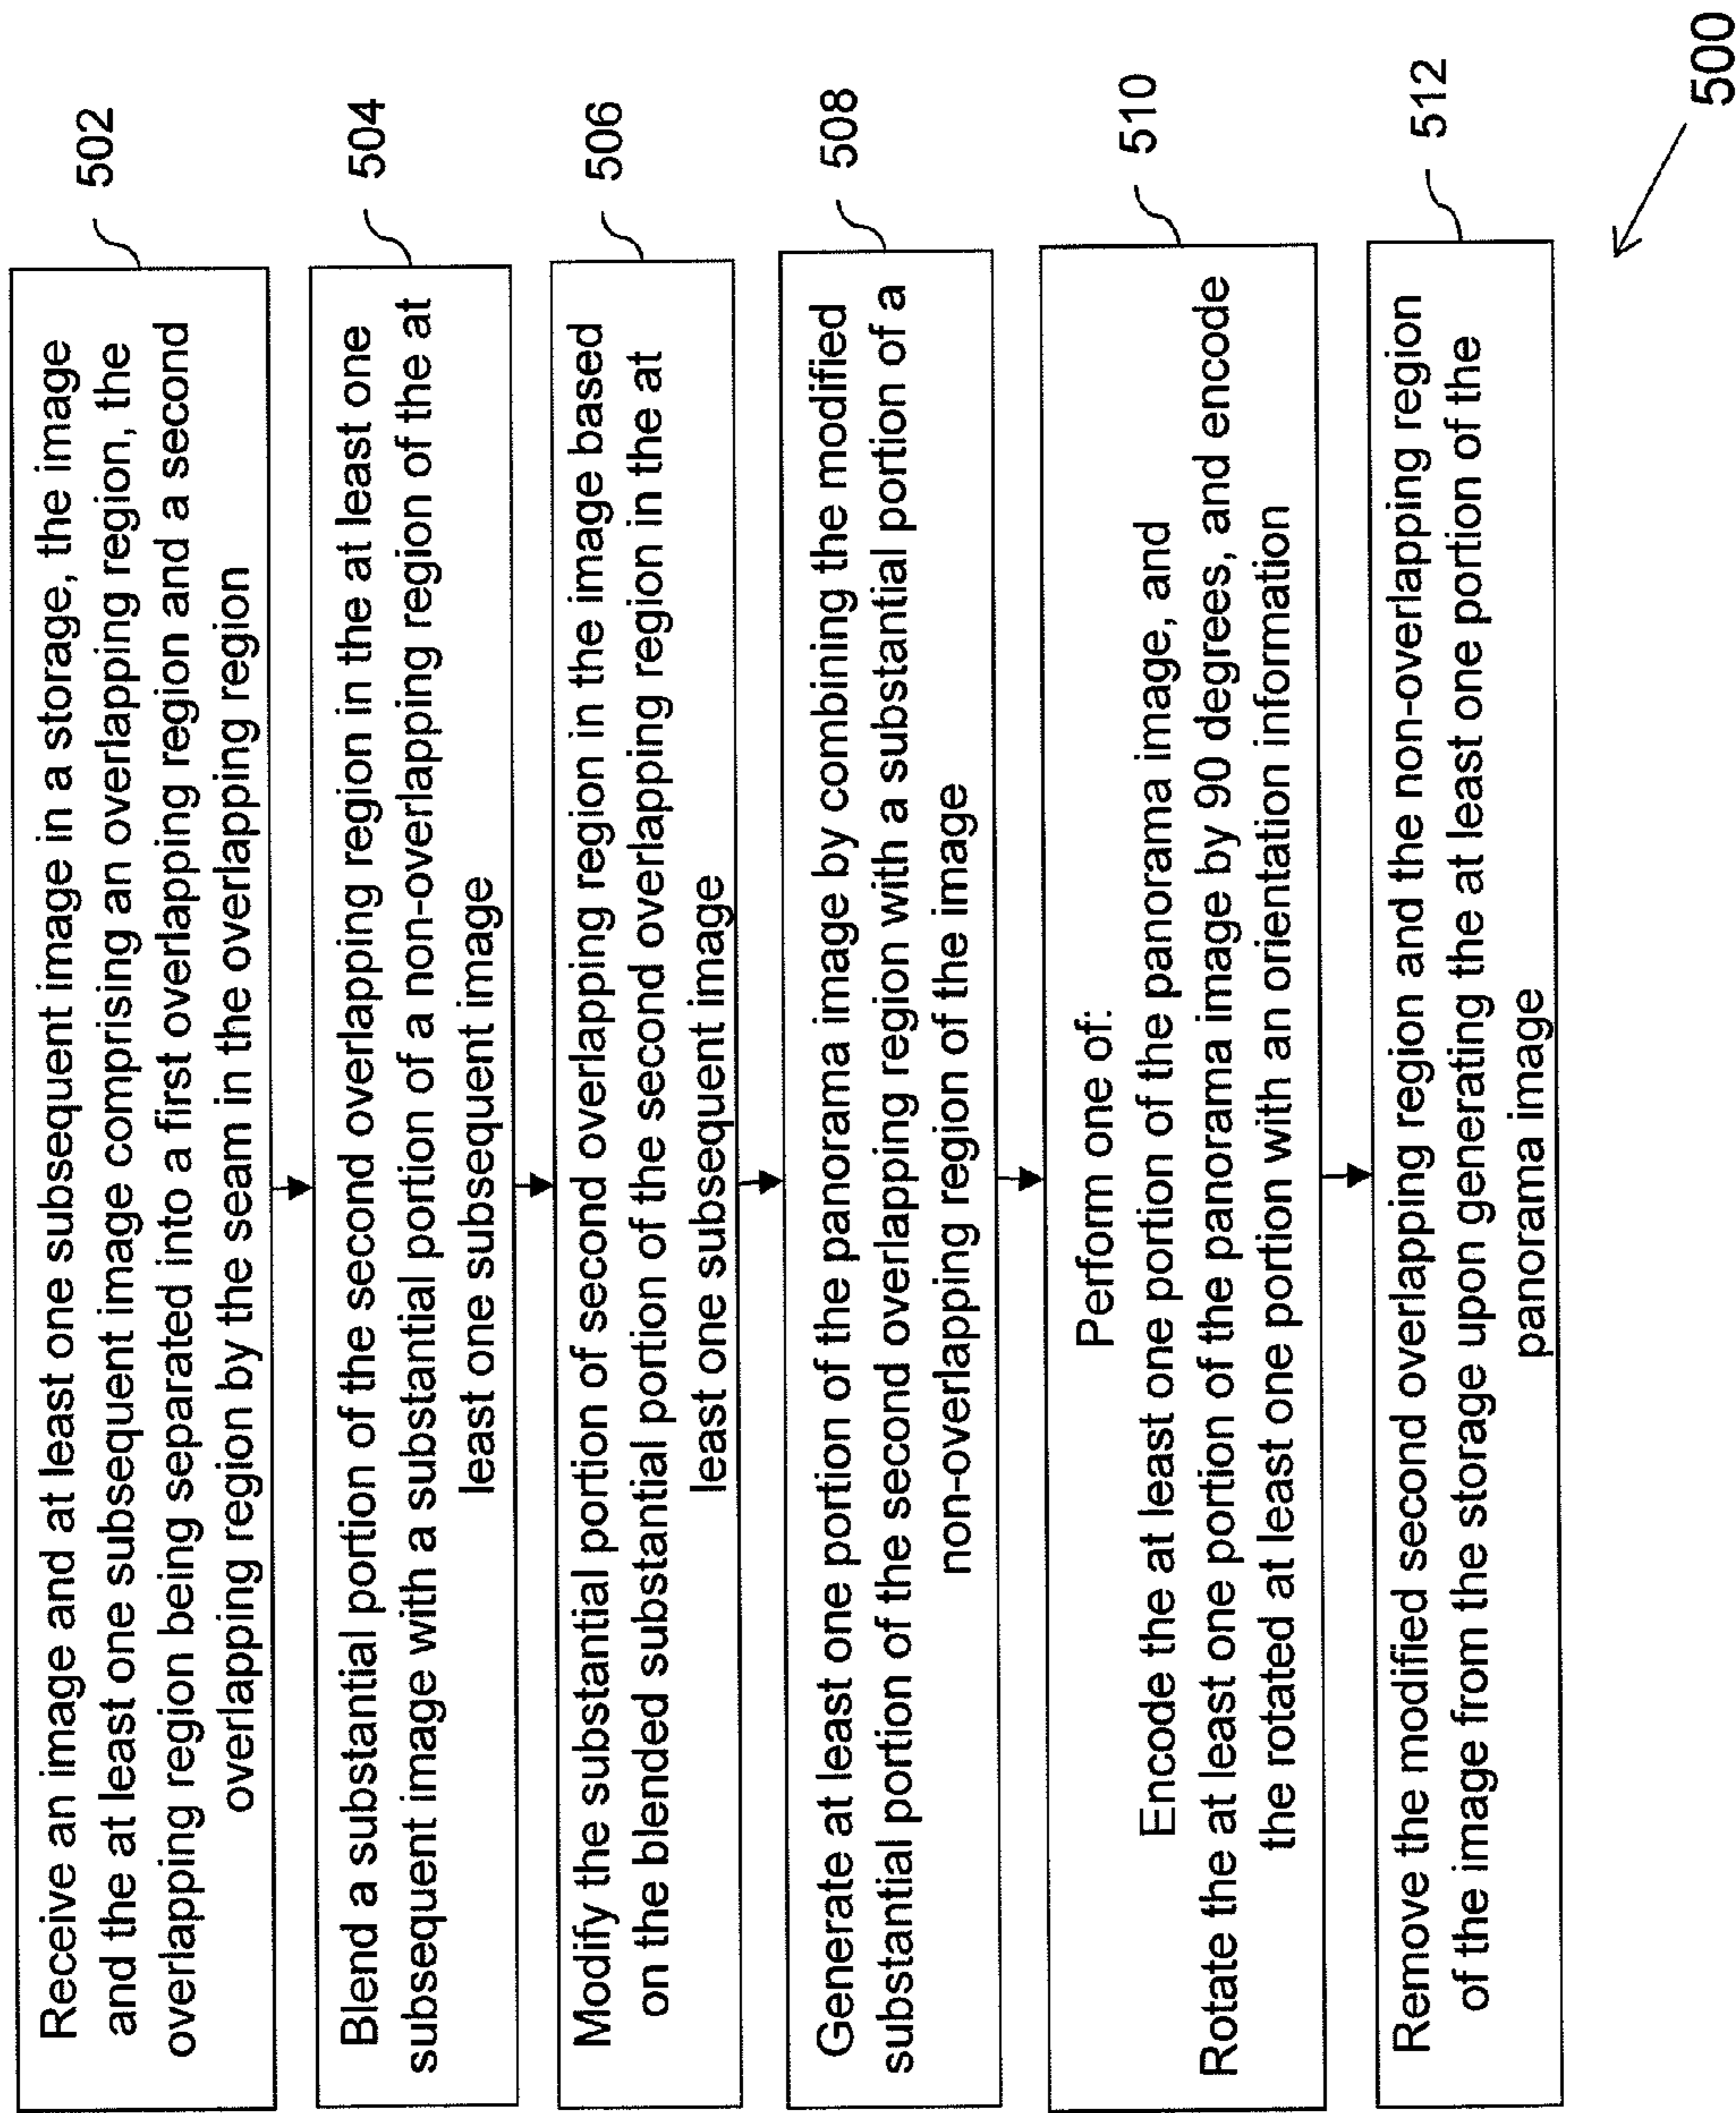 Receive an image and at least one subsequent image in a storage, the image
and the at least one subsequent image comprising an overlapping region, the
overlapping region being separated into a first overlapping region and a second
overlapping region by the seam in the overlapping region
502
Blend a substantial portion of the second overlapping region in the at least one
subsequent image with a substantial portion of a non-overlapping region of the at
least one subsequent image
504
Modify the substantial portion of second overlapping region in the image based
on the blended substantial portion of the second overlapping region in the at
least one subsequent image
506
Generate at least one portion of the panorama image by combining the modified
substantial portion of the second overlapping region with a substantial portion of a
non-overlapping region of the image
508
Perform one of:
Encode the at least one portion of the panorama image, and
Rotate the at least one portion of the panorama image by 90 degrees, and encode
the rotated at least one portion with an orientation information
510
Remove the modified second overlapping region and the non-overlapping region
of the image from the storage upon generating the at least one portion of the
panorama image
512
500